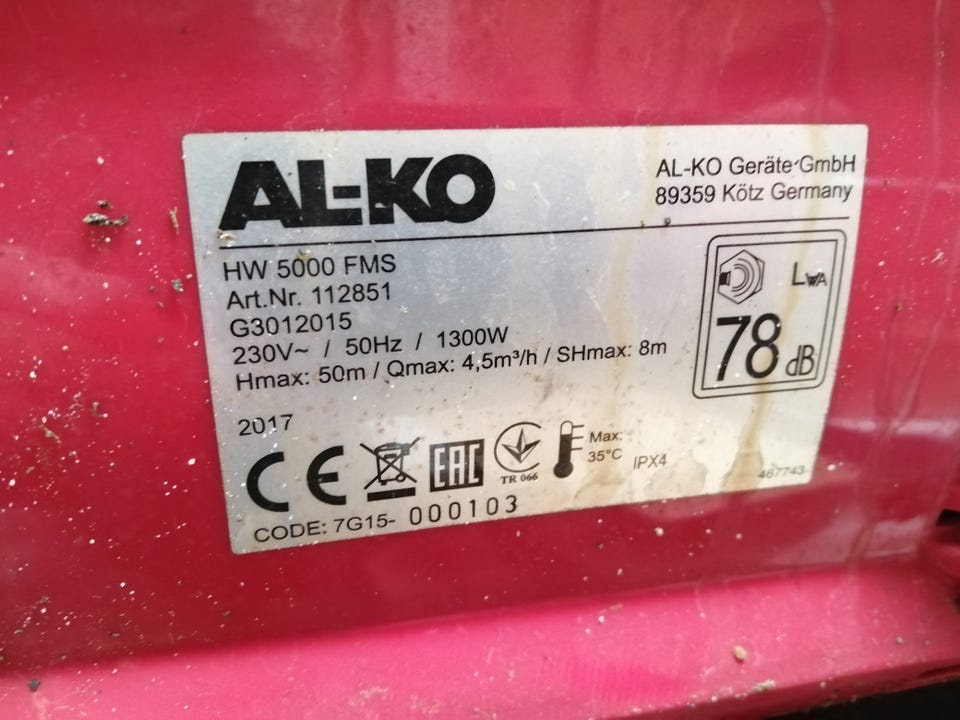 AL-KO
AL-KO Geräte GmbH
89359 Kötz Germany
HW 5000 FMS
Art.Nr. 112851
G3012015
230V~ / 50Hz / 1300W
Hmax: 50m / Qmax: 4,5m³/h / SHmax: 8m
LWA
78 dB
2017
CE
EAC
TR 066
Max:
35°C
IPX4
467743
CODE: 7G15- 000103